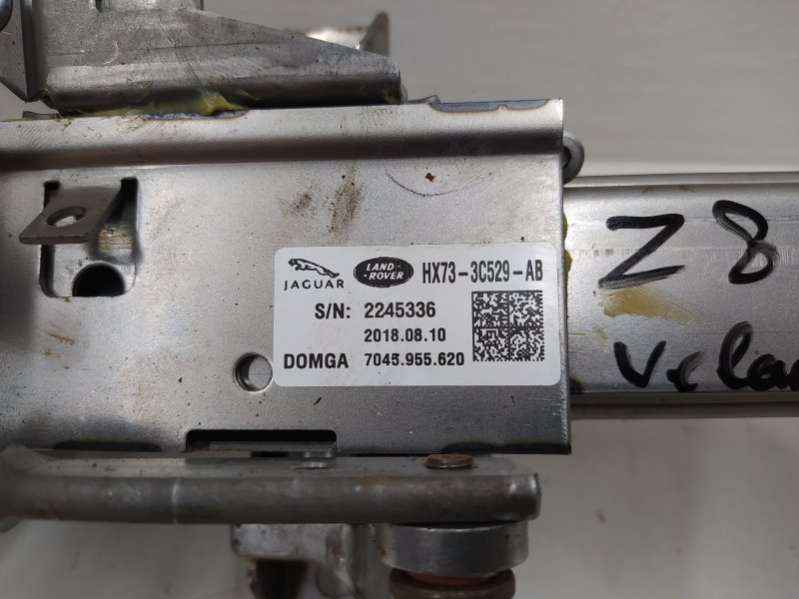 JAGUAR LAND-ROVER HX73-3C529-AB
S/N: 2245336
2018.08.10
DOMGA 7045.955.620
Z8